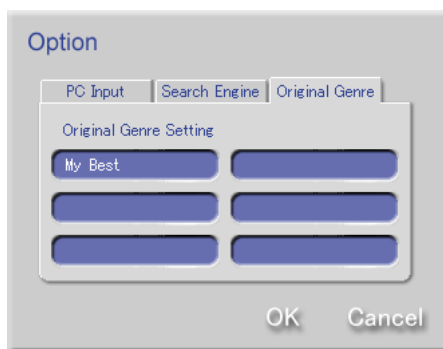 Option
PC Input Search Engine Original Genre
Original Genre Setting
My Best
OK Cancel